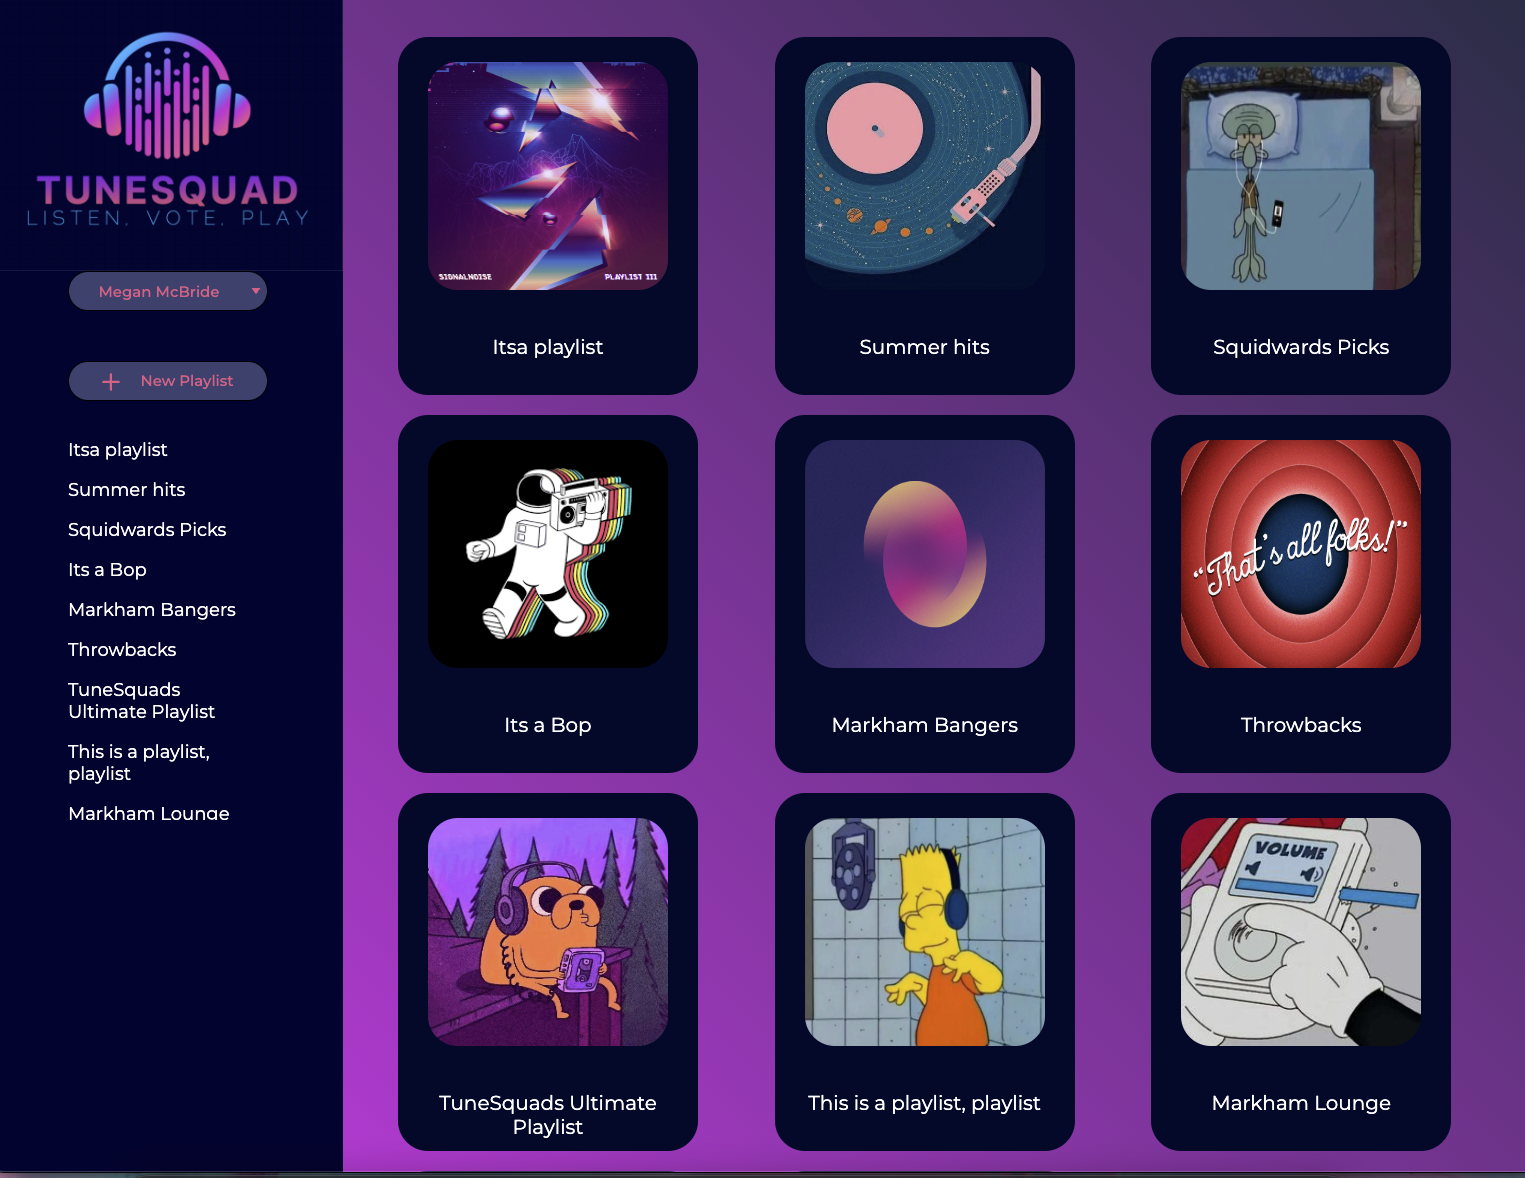 TUNESQUAD
LISTEN. VOTE. PLAY
Megan McBride
New Playlist
Itsa playlist
Summer hits
Squidwards Picks
Its a Bop
Markham Bangers
Throwbacks
TuneSquads
Ultimate Playlist
This is a playlist,
playlist
Markham Lounge
SIGNALNOISE
PLAYLIST III
Itsa playlist
Summer hits
Squidwards Picks
"That's all folks!"
Its a Bop
Markham Bangers
Throwbacks
VOLUME
TuneSquads Ultimate
Playlist
This is a playlist, playlist
Markham Lounge